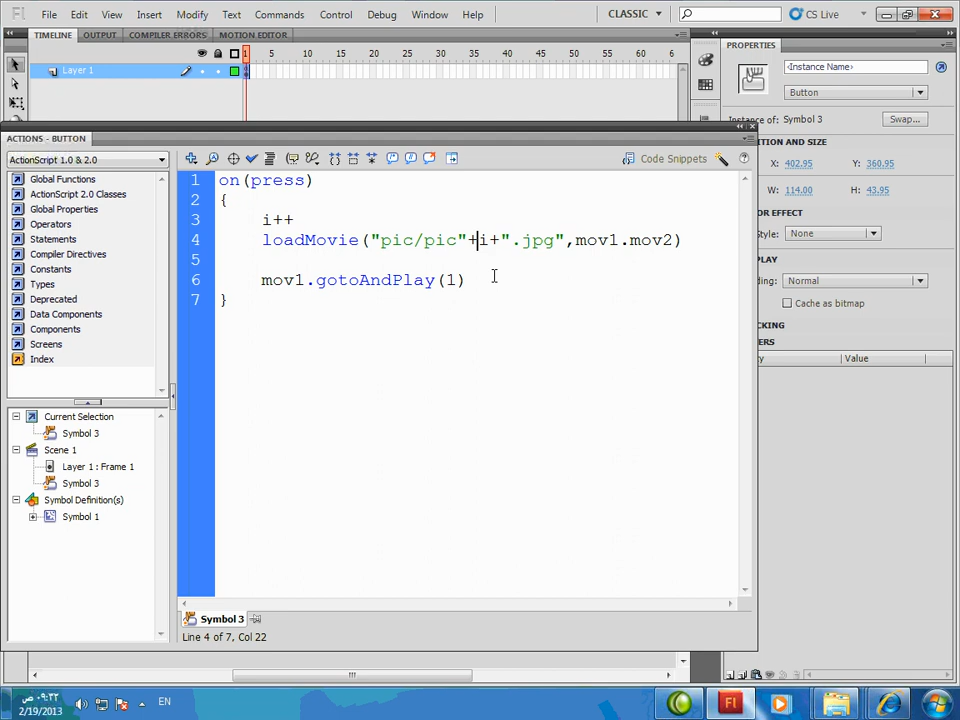 Fl File Edit View Insert Modify Text Commands Control Debug Window Help CLASSIC CS Live
TIMELINE OUTPUT COMPILER ERRORS MOTION EDITOR
1 5 10 15 20 25 30 35 40 45 50 55 60 6
Layer 1
PROPERTIES
<Instance Name>
Button
Instance of: Symbol 3 Swap...
X: 402.95 Y: 360.95
W: 114.00 H: 43.95
Style: None
Normal
Cache as bitmap
Value
ACTIONS - BUTTON
ActionScript 1.0 & 2.0
Code Snippets
Global Functions
ActionScript 2.0 Classes
Global Properties
Operators
Statements
Compiler Directives
Constants
Types
Deprecated
Data Components
Components
Screens
Index
1 on(press)
2 {
3 i++
4 loadMovie("pic/pic"+i+".jpg",mov1.mov2)
5
6 mov1.gotoAndPlay(1)
7 }
Current Selection
Symbol 3
Scene 1
Layer 1 : Frame 1
Symbol 3
Symbol Definition(s)
Symbol 1
Symbol 3
Line 4 of 7, Col 22
٠٩:٣٢ ص
2/19/2013
EN
Fl